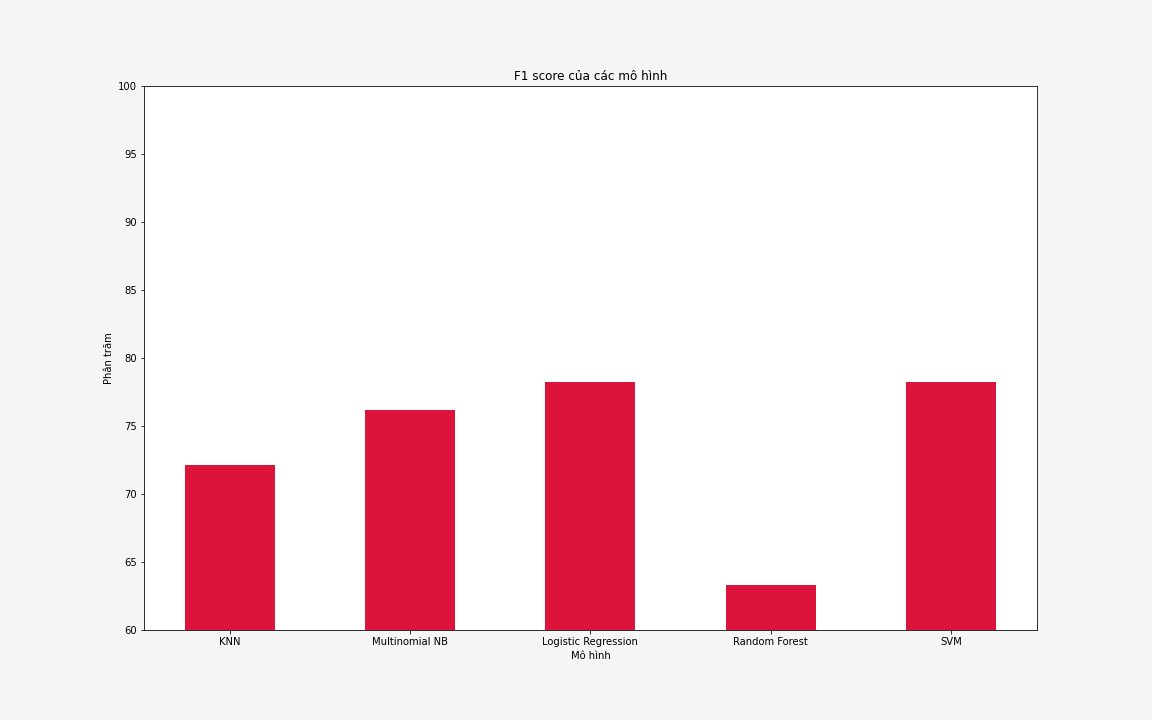 F1 score của các mô hình
100
95
90
85
80
75
70
65
60
Phần trăm
KNN
Multinomial NB
Logistic Regression
Random Forest
SVM
Mô hình